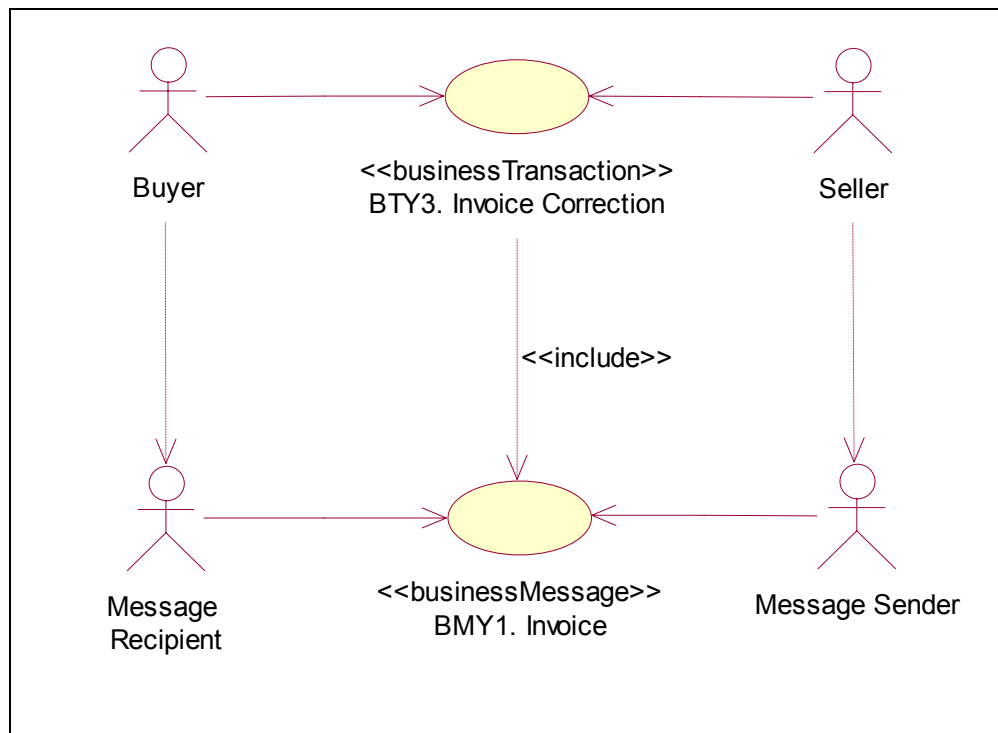 Buyer
<<businessTransaction>>
BTY3. Invoice Correction
Seller
<<include>>
Message
Recipient
<<businessMessage>>
BMY1. Invoice
Message Sender